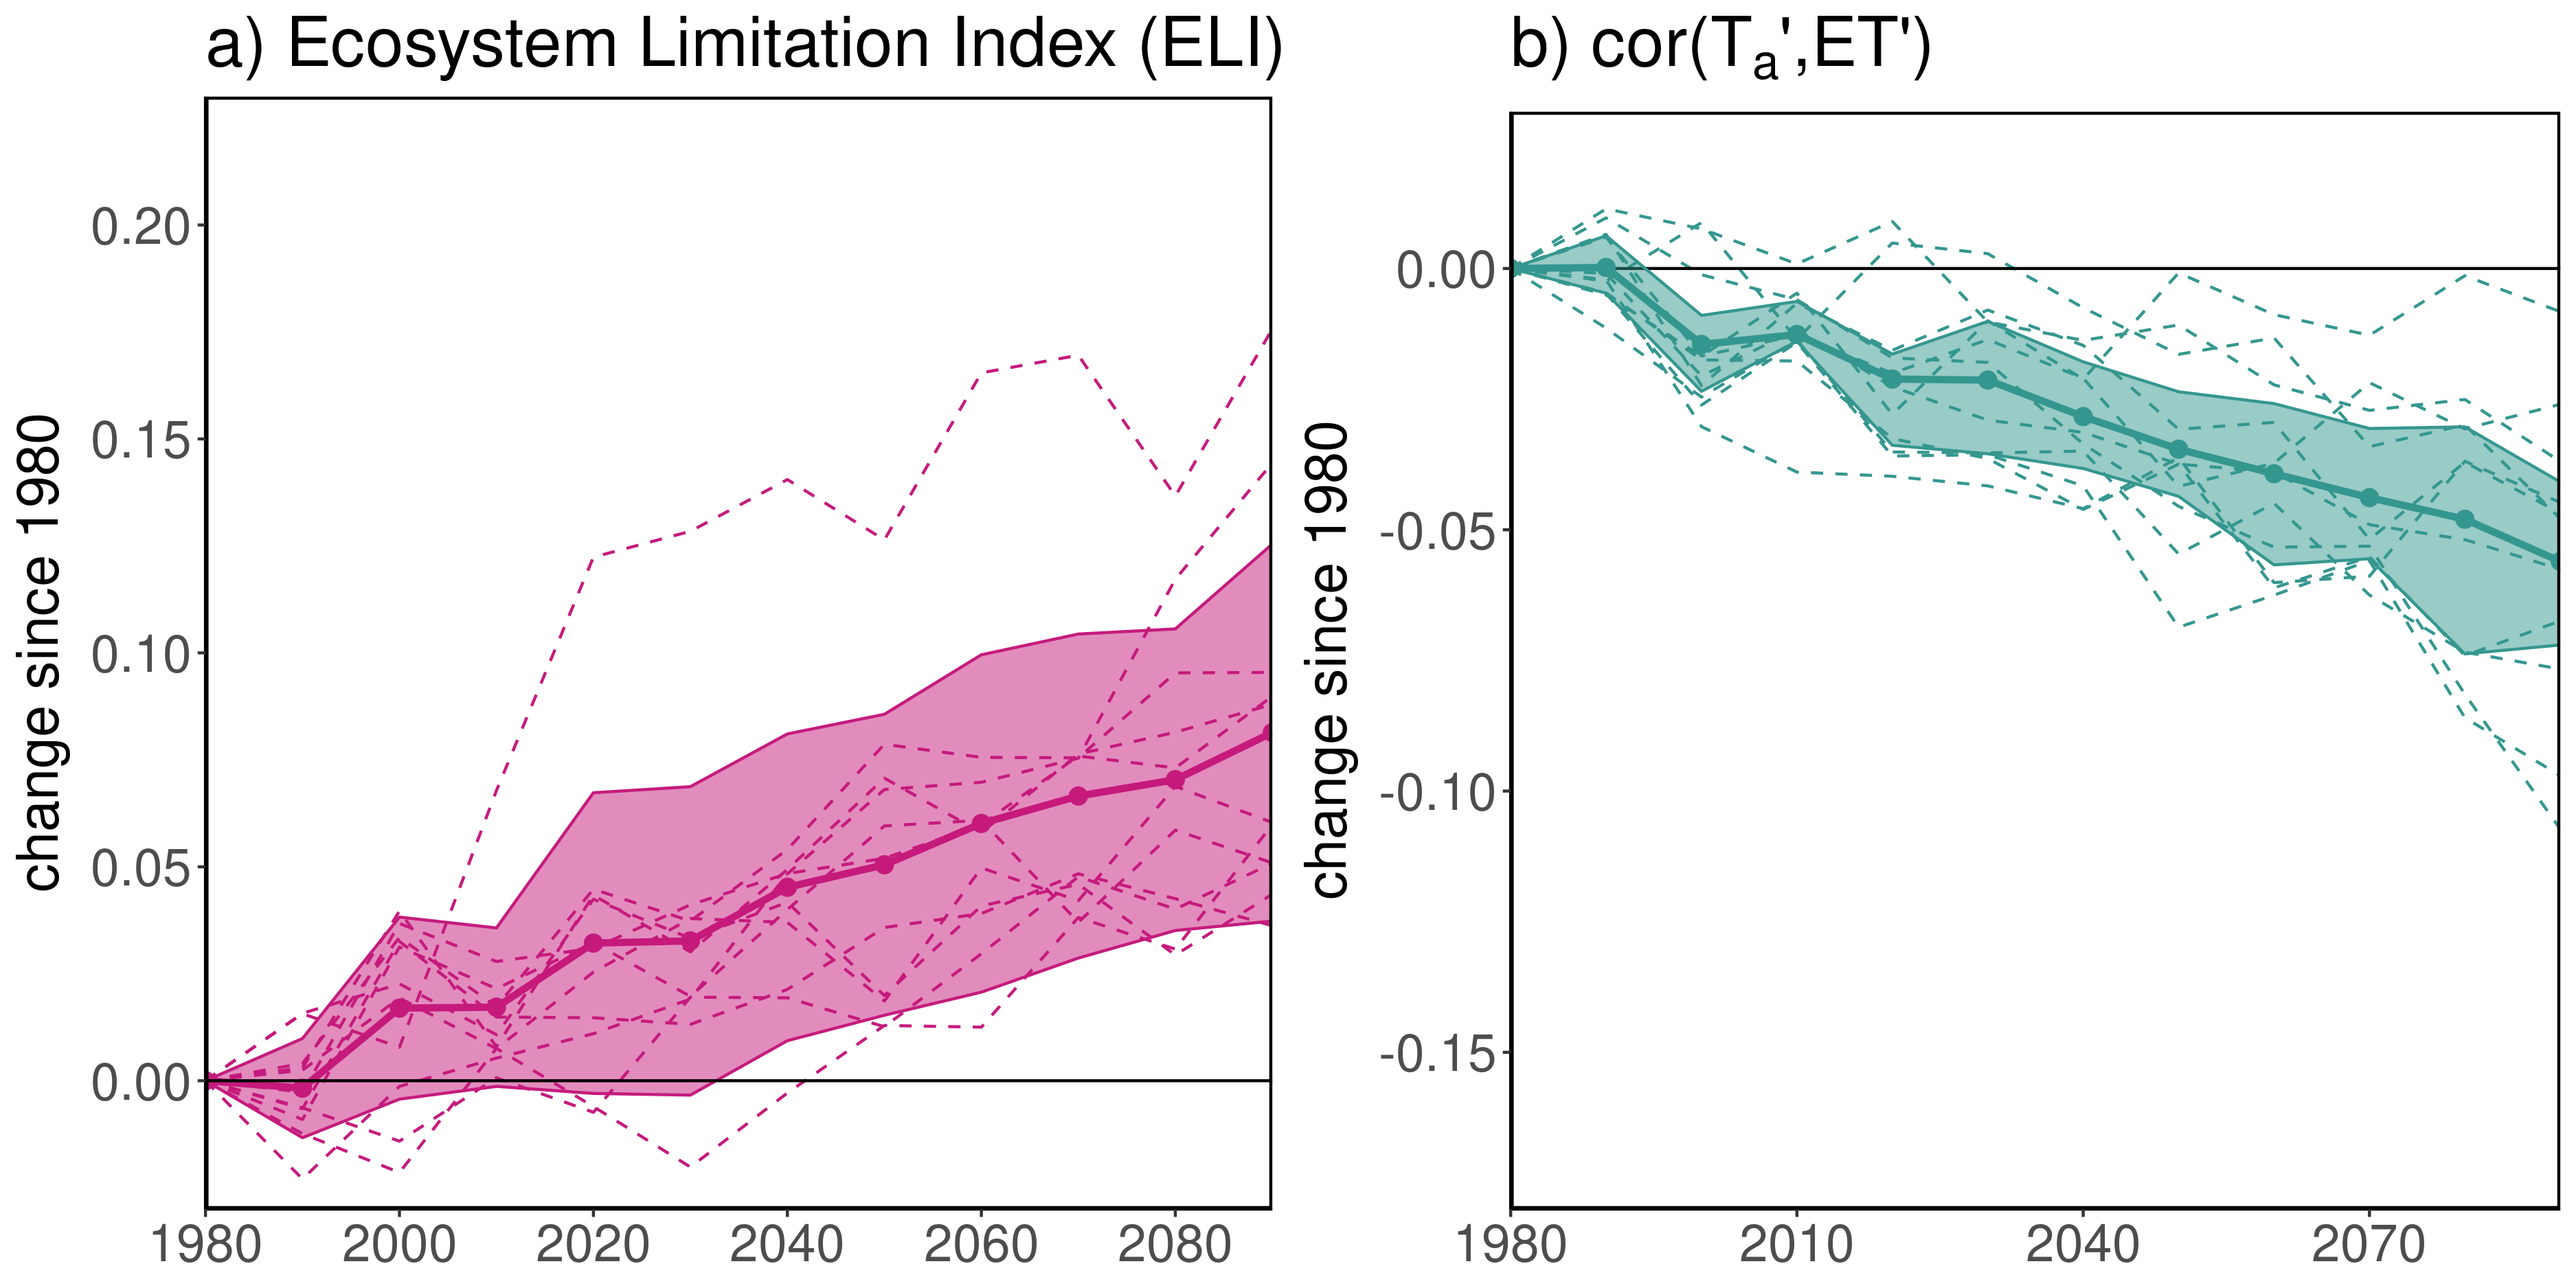 a) Ecosystem Limitation Index (ELI)
change since 1980
0.20
0.15
0.10
0.05
0.00
1980 2000 2020 2040 2060 2080
b) cor(Ta',ET')
change since 1980
0.00
-0.05
-0.10
-0.15
1980 2010 2040 2070